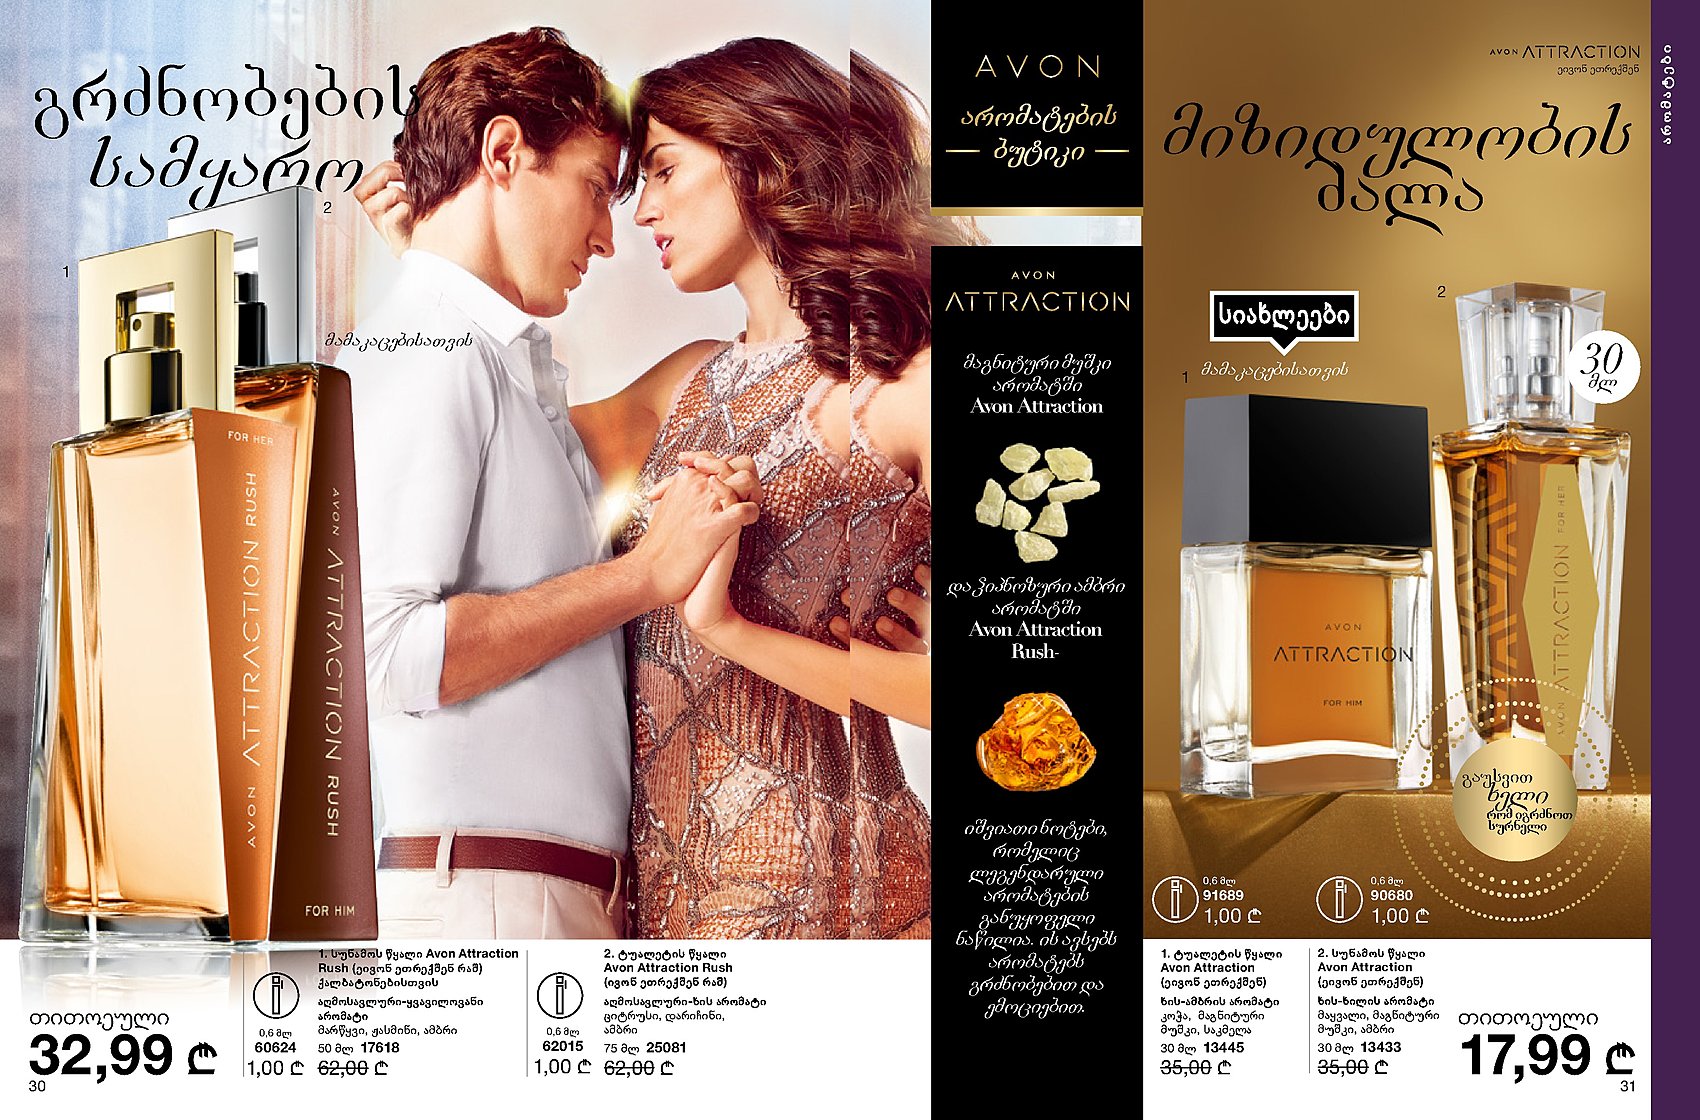 გრძნობების
სამყარო
1
2
მამაკაცებისათვის
FOR HER
AVON ATTRACTION RUSH
AVON ATTRACTION RUSH
FOR HIM
თითოეული
32,99 ₾
30
0,6 მლ
60624
1,00 ₾
1. სუნამოს წყალი Avon Attraction
Rush (ეივონ ეთრექშენ რაშ)
ქალბატონებისთვის
აღმოსავლური-ყვავილოვანი
არომატი
მარწყვი, ჟასმინი, ამბრი
50 მლ 17618
62,00 ₾
0,6 მლ
62015
1,00 ₾
2. ტუალეტის წყალი
Avon Attraction Rush
(ივონ ეთრექშენ რაშ)
აღმოსავლური-ხის არომატი
ციტრუსი, დარიჩინი,
ამბრი
75 მლ 25081
62,00 ₾
AVON
არომატების
ბუტიკი
AVON
ATTRACTION
მაგნიტური მუშკი
არომატში
Avon Attraction
და ჰიპნოზური ამბრი
არომატში
Avon Attraction
Rush-
იშვიათი ნოტები,
რომელიც
ლეგენდარული
არომატების
განუყოფელი
ნაწილია. ის ავსებს
არომატებს
გრძნობებით და
ემოციებით.
AVON ATTRACTION
ეივონ ეთრექშენ
არომატები
მიზიდულობის
ძალა
სიახლეები
1
მამაკაცებისათვის
2
30
მლ
AVON
ATTRACTION
FOR HIM
AVON ATTRACTION FOR HER
გაუსვით
ხელი
რომ იგრძნოთ
სურნელი
0,6 მლ
91689
1,00 ₾
0,6 მლ
90680
1,00 ₾
1. ტუალეტის წყალი
Avon Attraction
(ეივონ ეთრექშენ)
ხის-ამბრის არომატი
კოჭა, მაგნიტური
მუშკი, საკმელა
30 მლ 13445
35,00 ₾
2. სუნამოს წყალი
Avon Attraction
(ეივონ ეთრექშენ)
ხის-ხილის არომატი
მაყვალი, მაგნიტური
მუშკი, ამბრი
30 მლ 13433
35,00 ₾
თითოეული
17,99 ₾
31